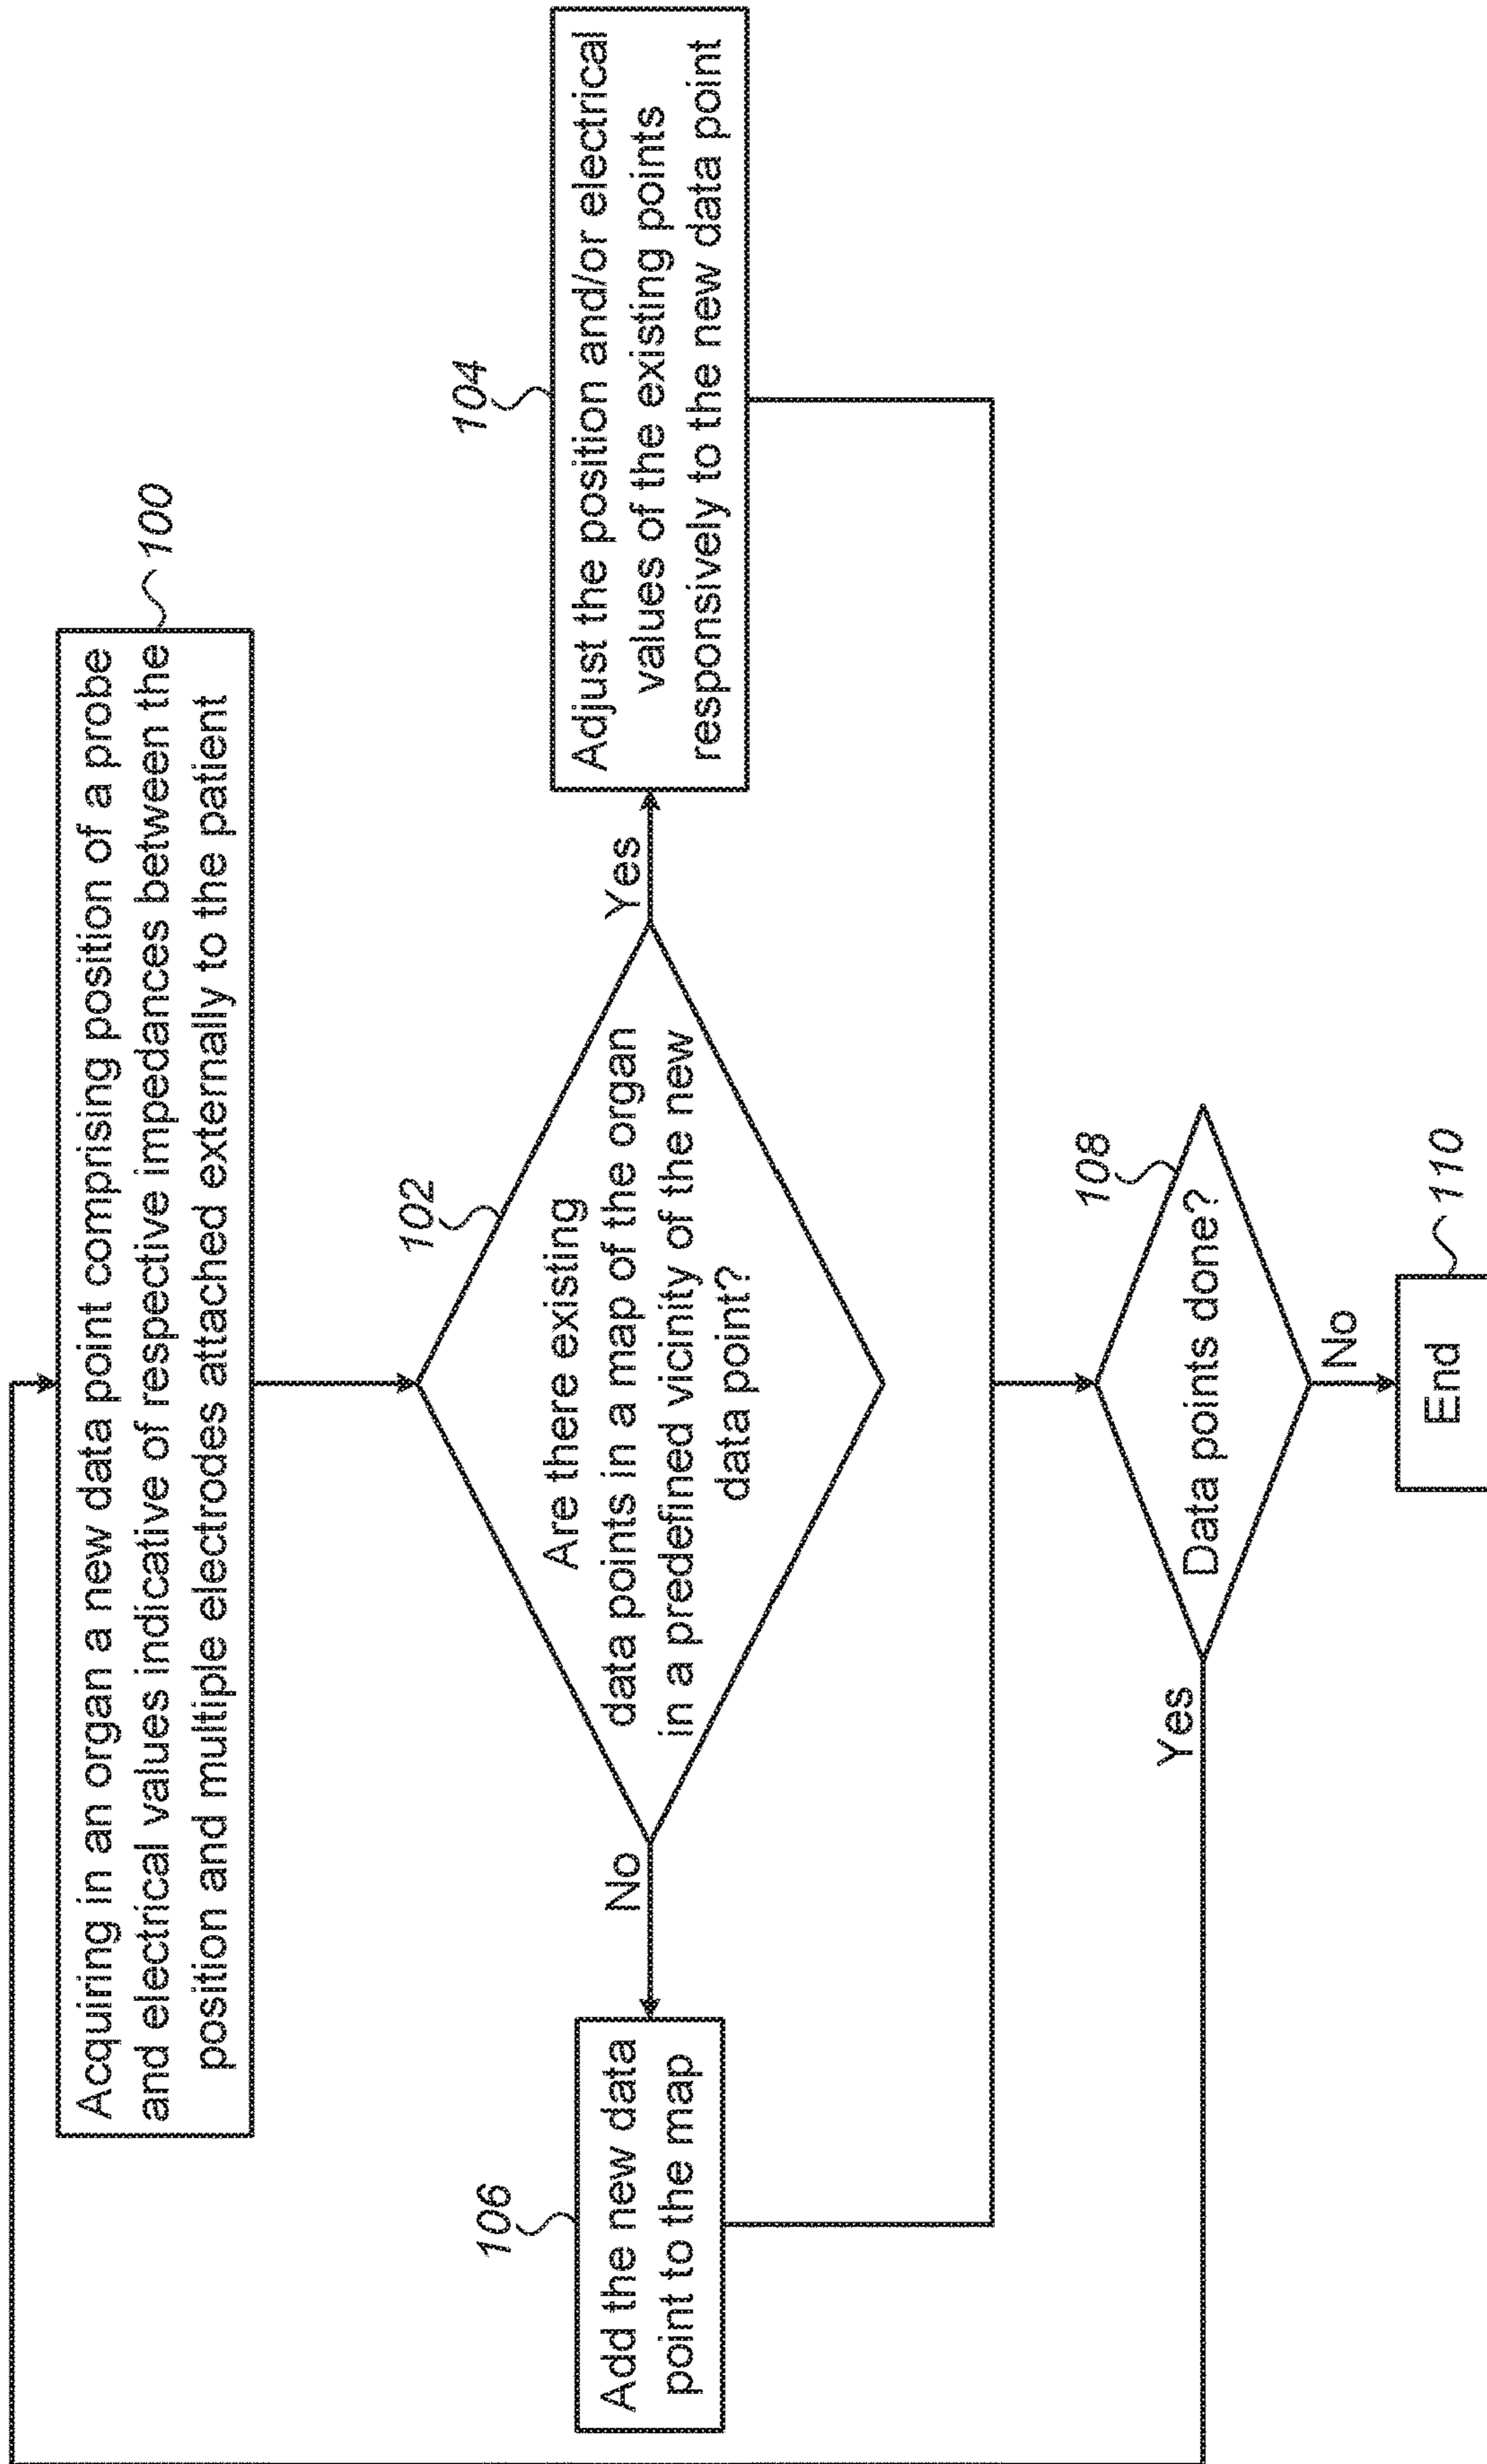 Acquiring in an organ a new data point comprising position of a probe
and electrical values indicative of respective impedances between the
position and multiple electrodes attached externally to the patient
100
102
Are there existing
data points in a map of the organ
in a predefined vicinity of the new
data point?
No
Yes
106
Add the new data
point to the map
104
Adjust the position and/or electrical
values of the existing points
responsively to the new data point
108
Data points done?
Yes
No
110
End